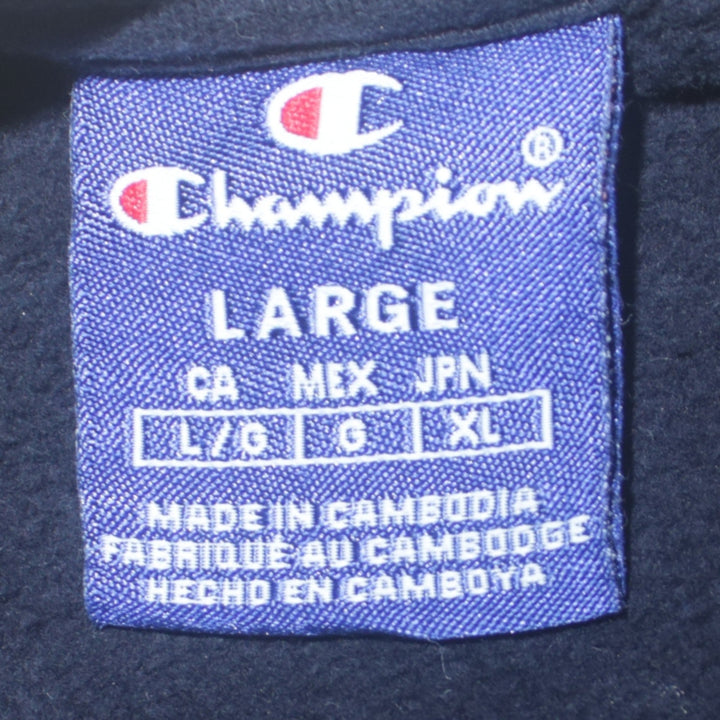 Champion®
LARGE
CA MEX JPN
L/G G XL
MADE IN CAMBODIA
FABRIQUÉ AU CAMBODGE
HECHO EN CAMBOYA